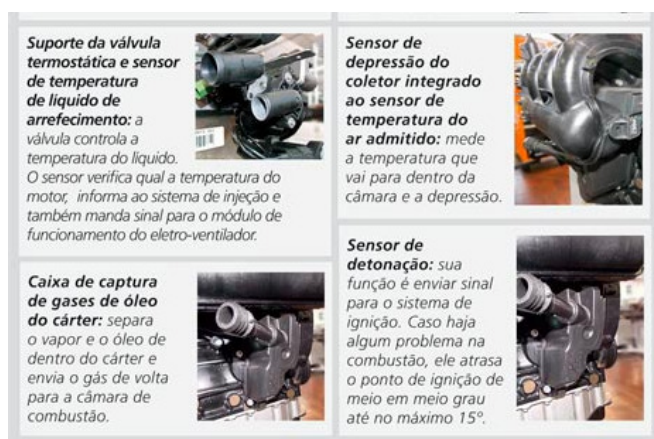 Suporte da válvula
termostática e sensor
de temperatura
de liquido de
arrefecimento: a
válvula controla a
temperatura do líquido.
O sensor verifica qual a temperatura do
motor, informa ao sistema de injeção e
também manda sinal para o módulo de
funcionamento do eletro-ventilador.
Sensor de
depressão do
coletor integrado
ao sensor de
temperatura do
ar admitido: mede
a temperatura que
vai para dentro da
câmara e a depressão.
Caixa de captura
de gases de óleo
do cárter: separa
o vapor e o óleo de
dentro do cárter e
envia o gás de volta
para a câmara de
combustão.
Sensor de
detonação: sua
função é enviar sinal
para o sistema de
ignição. Caso haja
algum problema na
combustão, ele atrasa
o ponto de ignição de
meio em meio grau
até no máximo 15º.